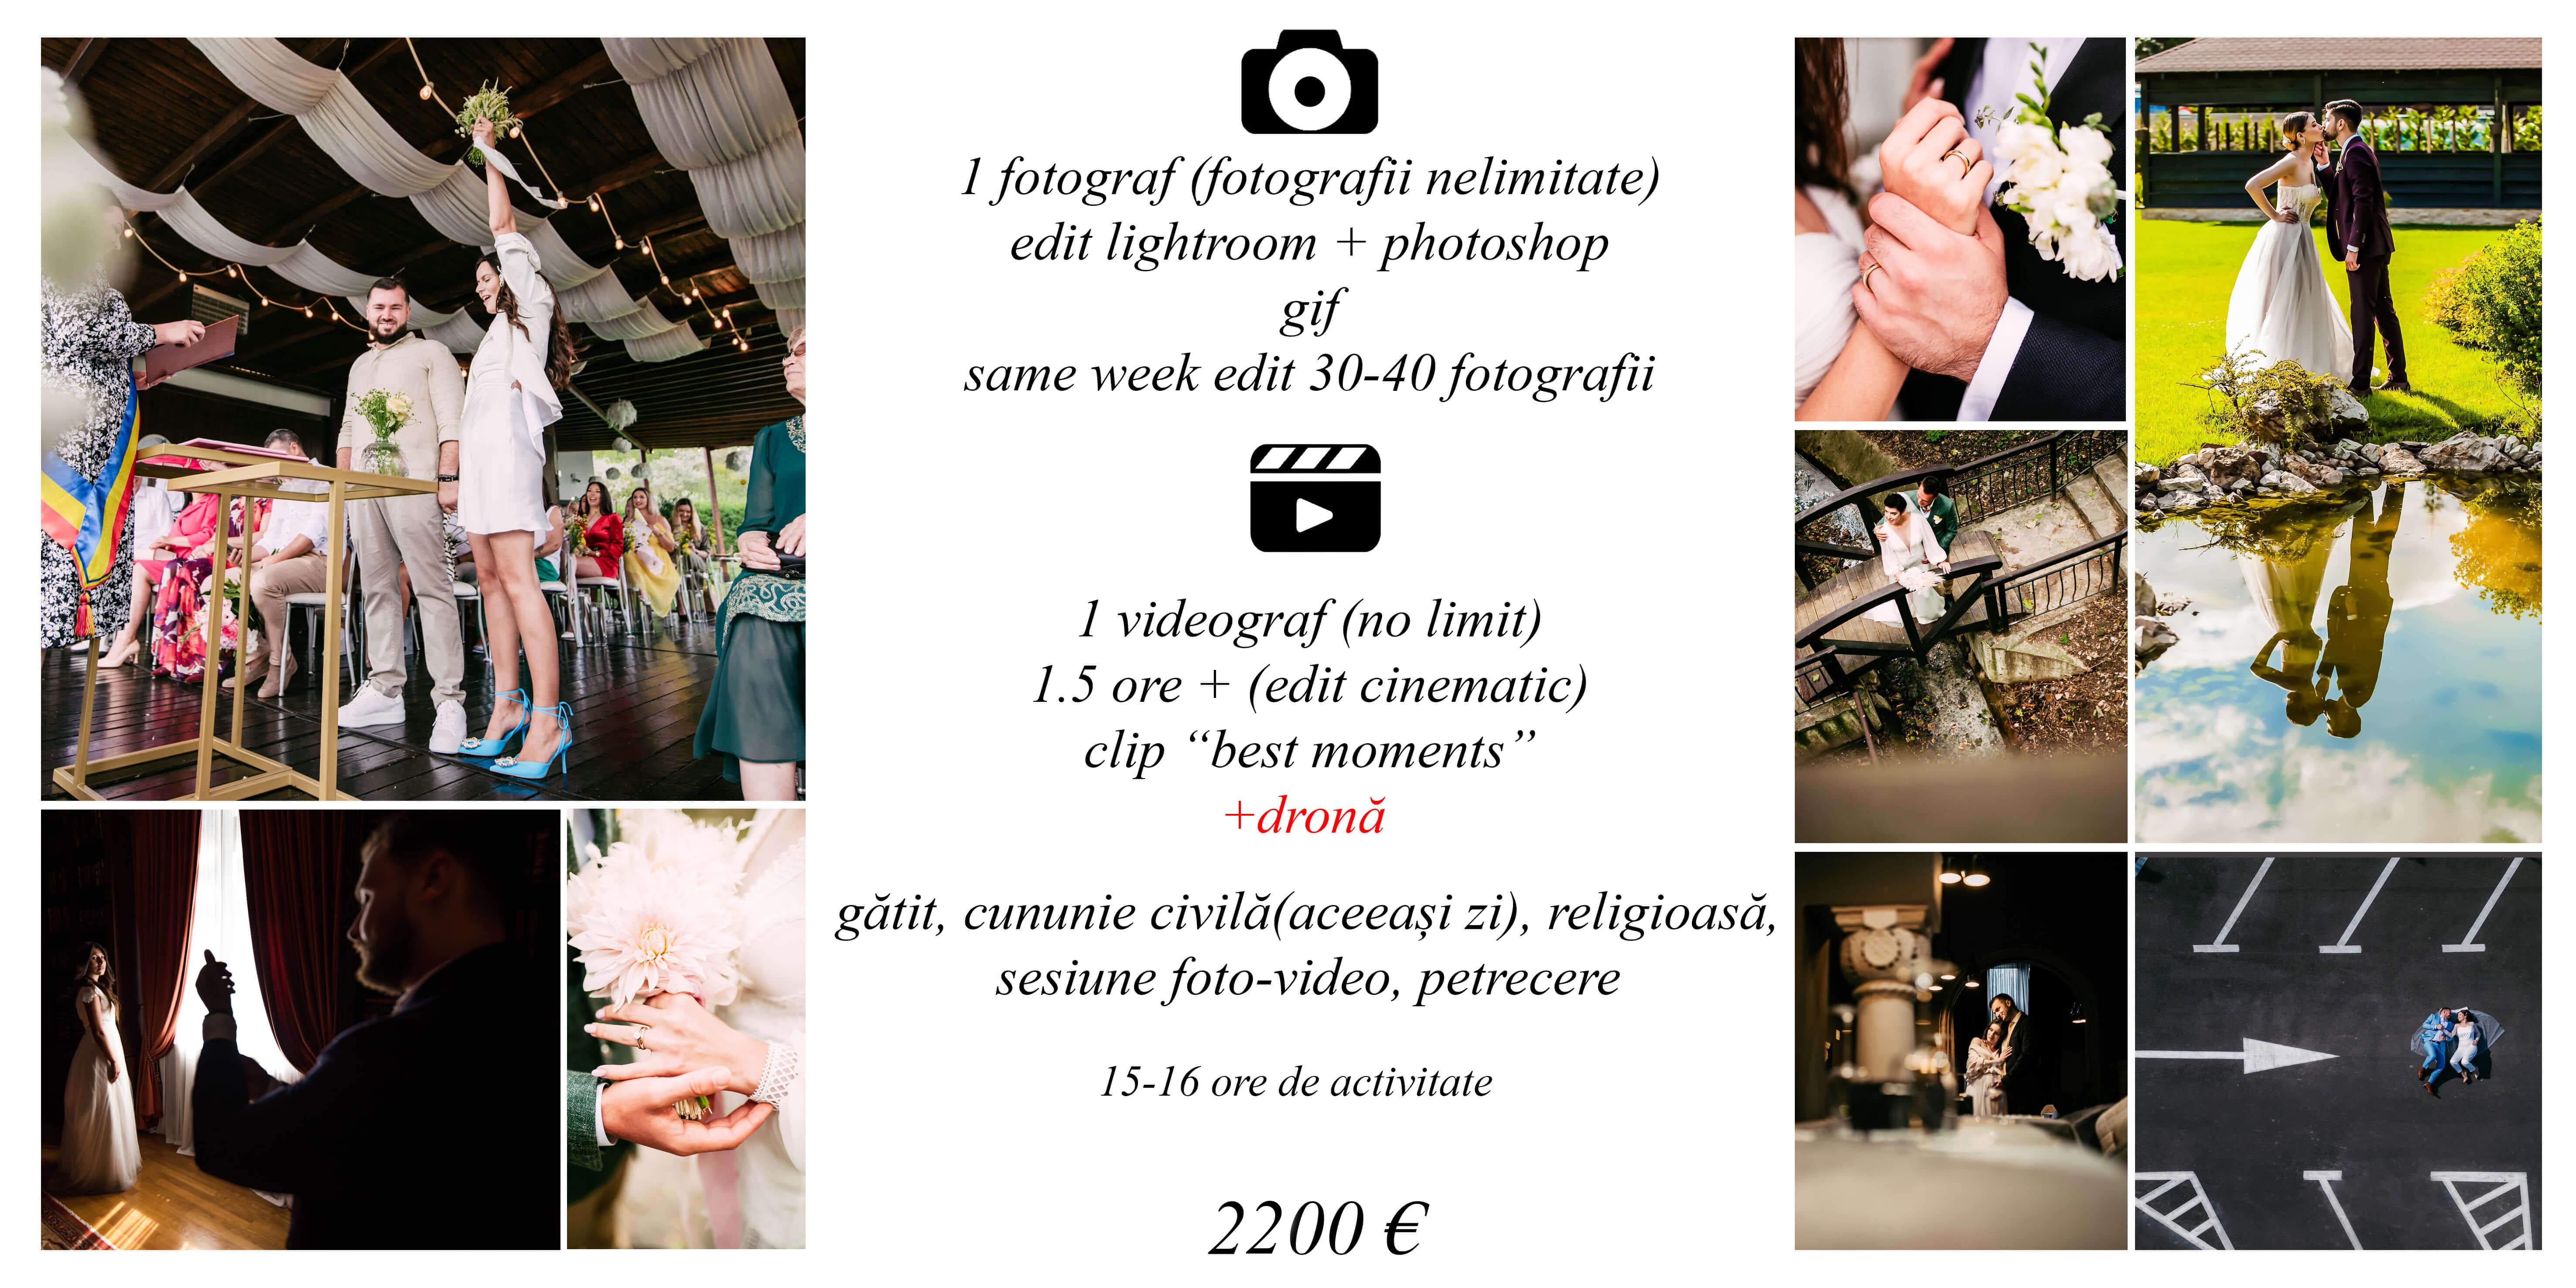 1 fotograf (fotografii nelimitate)
edit lightroom + photoshop
gif
same week edit 30-40 fotografii
1 videograf (no limit)
1.5 ore + (edit cinematic)
clip “best moments”
+dronă
gătit, cununie civilă(aceeași zi), religioasă,
sesiune foto-video, petrecere
15-16 ore de activitate
2200 €